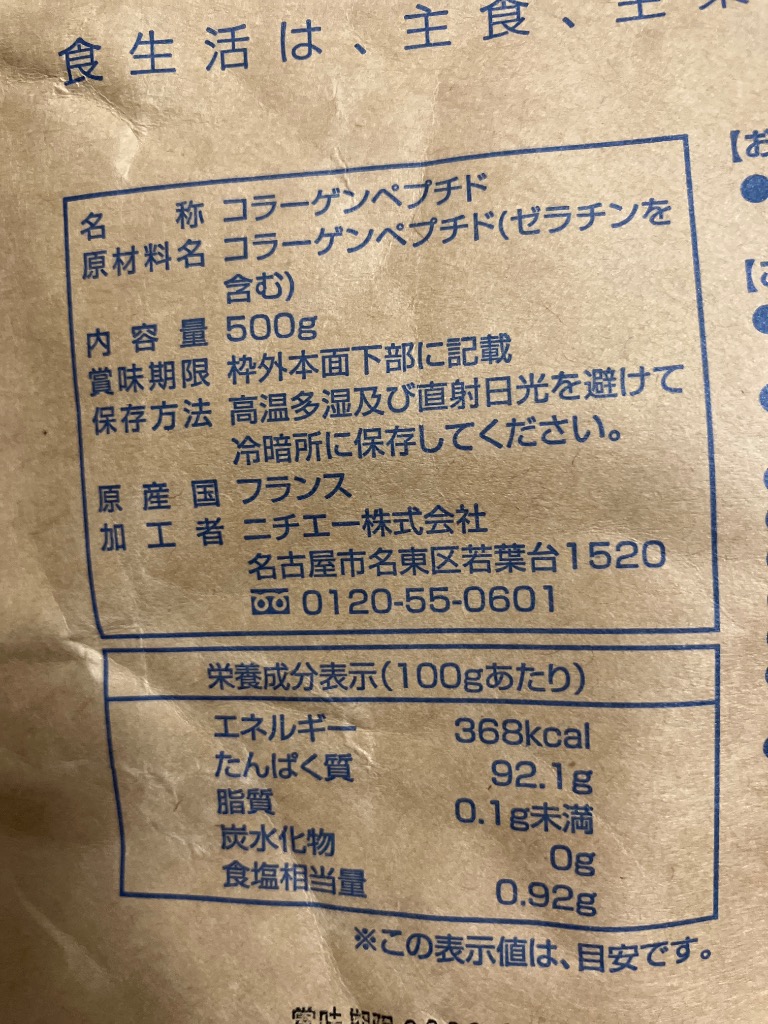 食生活は、主食、主
【お
名称 コラーゲンペプチド
原材料名 コラーゲンペプチド(ゼラチンを
含む)
内容量 500g
賞味期限 枠外本面下部に記載
保存方法 高温多湿及び直射日光を避けて
冷暗所に保存してください。
原産国 フランス
加工者 ニチエー株式会社
名古屋市名東区若葉台1520
0120-55-0601
栄養成分表示(100gあたり)
エネルギー 368kcal
たんぱく質 92.1g
脂質 0.1g未満
炭水化物 0g
食塩相当量 0.92g
※この表示値は、目安です。
賞味期限